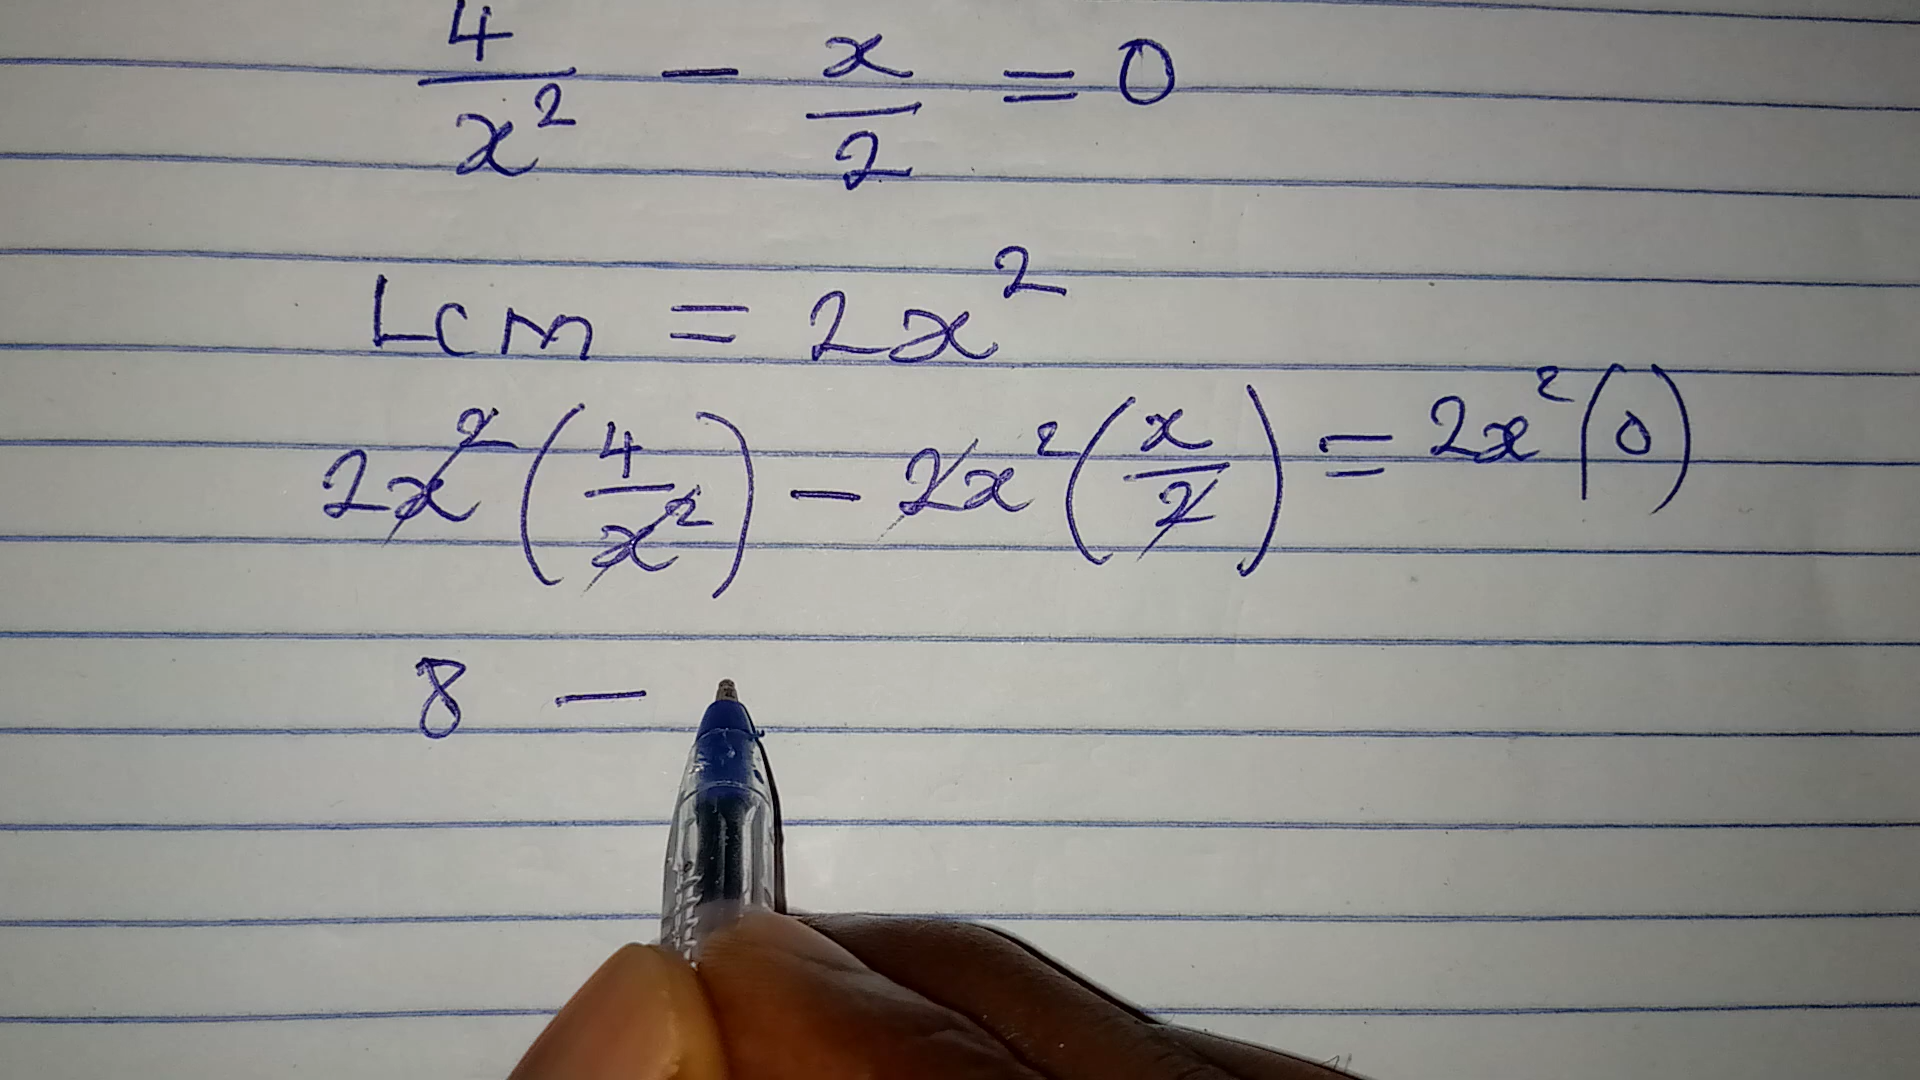 4/x² - x/2 = 0
Lcm = 2x²
2x²(4/x²) - 2x²(x/2) = 2x²(0)
8 -